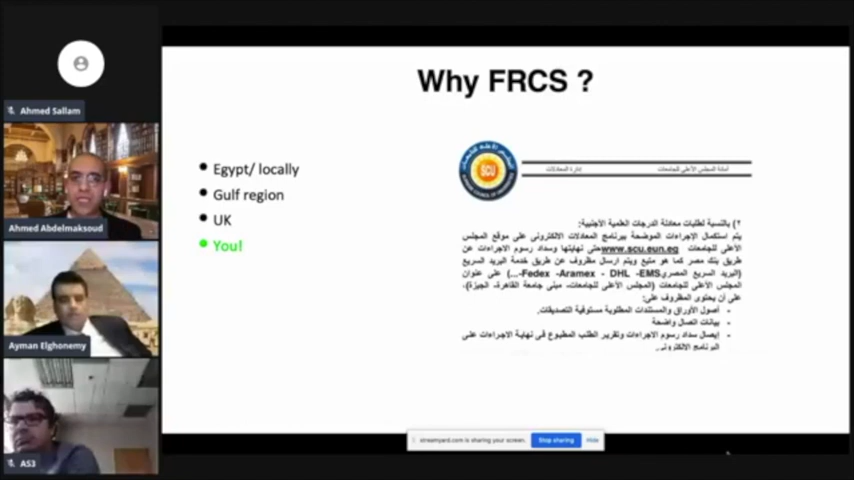 Ahmed Sallam
Ahmed Abdelmaksoud
Ayman Elghonemy
AS3
Why FRCS ?
Egypt/ locally
Gulf region
UK
You!
SCU
أمانة المجلس الأعلى للجامعات
إدارة المعادلات
٢) بالنسبة لطلبات معادلة الدرجات العلمية الأجنبية:
يتم استكمال الإجراءات الموضحة ببرنامج المعادلات الالكتروني على موقع المجلس
الأعلى للجامعات www.scu.eun.eg حتى نهايتها وسداد رسوم الاجراءات عن
طريق بنك مصر كما هو متبع ويتم ارسال مظروف عن طريق خدمة البريد السريع
(البريد السريع المصري Fedex -Aramex - DHL -EMS-...) على عنوان
المجلس الأعلى للجامعات (المجلس الأعلى للجامعات- مبنى جامعة القاهرة- الجيزة)،
على أن يحتوى المظروف على:
- أصول الأوراق والمستندات المطلوبة مستوفية التصديقات.
- بيانات اتصال واضحة
- إيصال سداد رسوم الاجراءات وتقرير الطلب المطبوع في نهاية الاجراءات على
البرنامج الالكتروني.
streamyard.com is sharing your screen.
Stop sharing
Hide